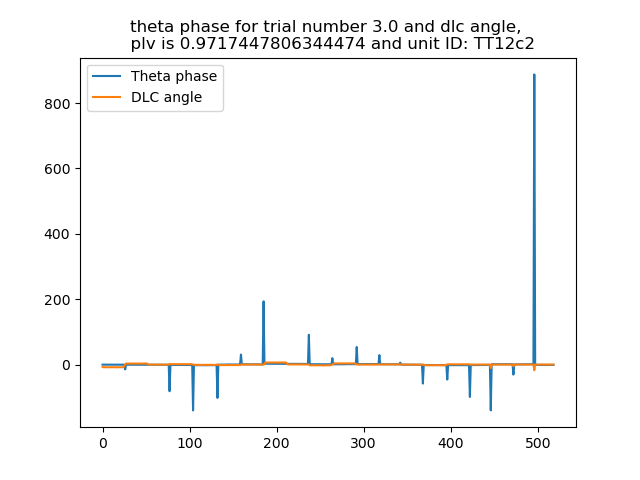 theta phase for trial number 3.0 and dlc angle,
plv is 0.9717447806344474 and unit ID: TT12c2
Theta phase
DLC angle
800
600
400
200
0
0 100 200 300 400 500